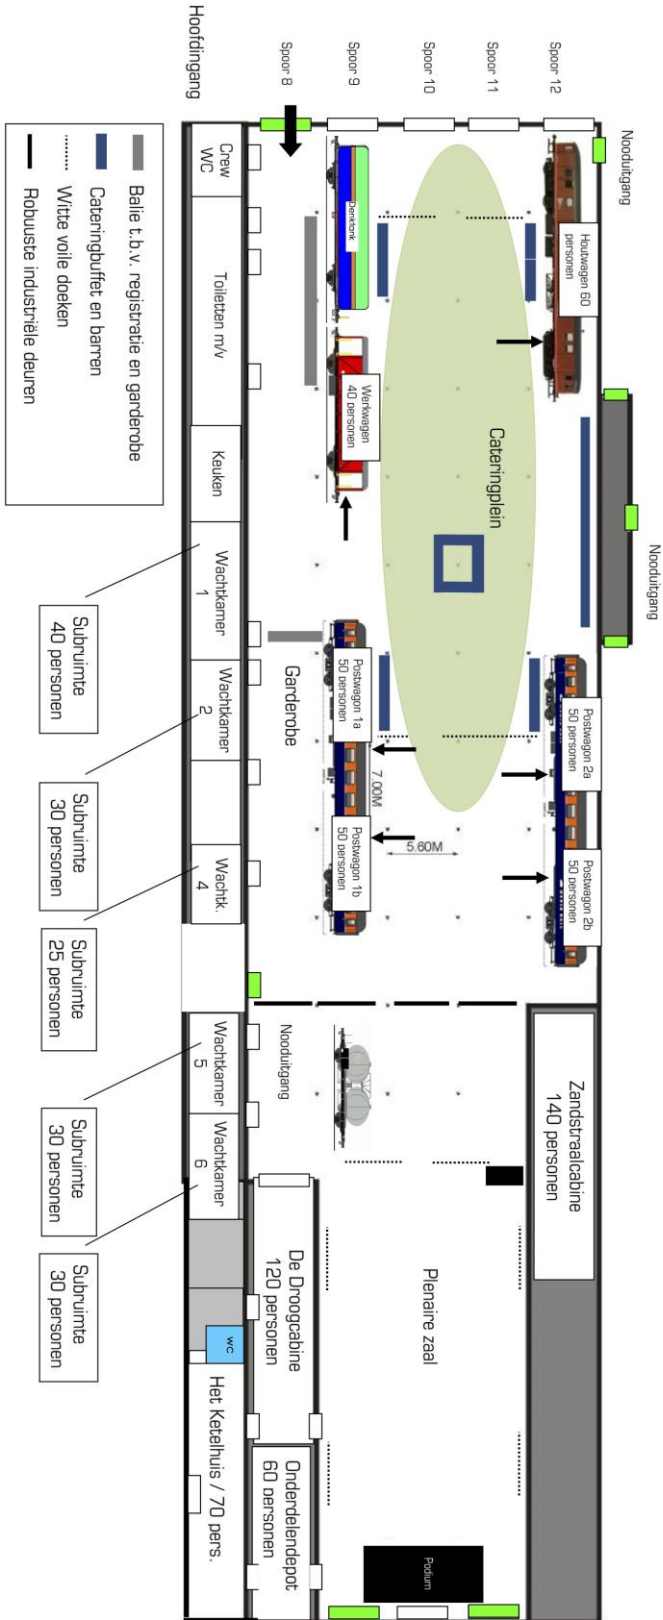 Nooduitgang
Nooduitgang
Spoor 12
Spoor 11
Spoor 10
Spoor 9
Spoor 8
Hoofdingang
Houtwagen 60
personen
Denktank
Werkwagen
40 personen
Cateringplein
Postwagon 2a
50 personen
Postwagon 2b
50 personen
Postwagon 1a
50 personen
Postwagon 1b
50 personen
7.00M
5.60M
Garderobe
Crew
WC
Toiletten m/v
Keuken
Wachtkamer
1
Wachtkamer
2
Wachtk.
4
Wachtkamer
5
Wachtkamer
6
Nooduitgang
Zandstraalcabine
140 personen
Plenaire zaal
Podium
De Droogcabine
120 personen
Onderdelendepot
60 personen
wc
Het Ketelhuis / 70 pers.
Subruimte
40 personen
Subruimte
30 personen
Subruimte
25 personen
Subruimte
30 personen
Subruimte
30 personen
Balie t.b.v. registratie en garderobe
Cateringbuffet en barren
Witte voile doeken
Robuuste industriële deuren